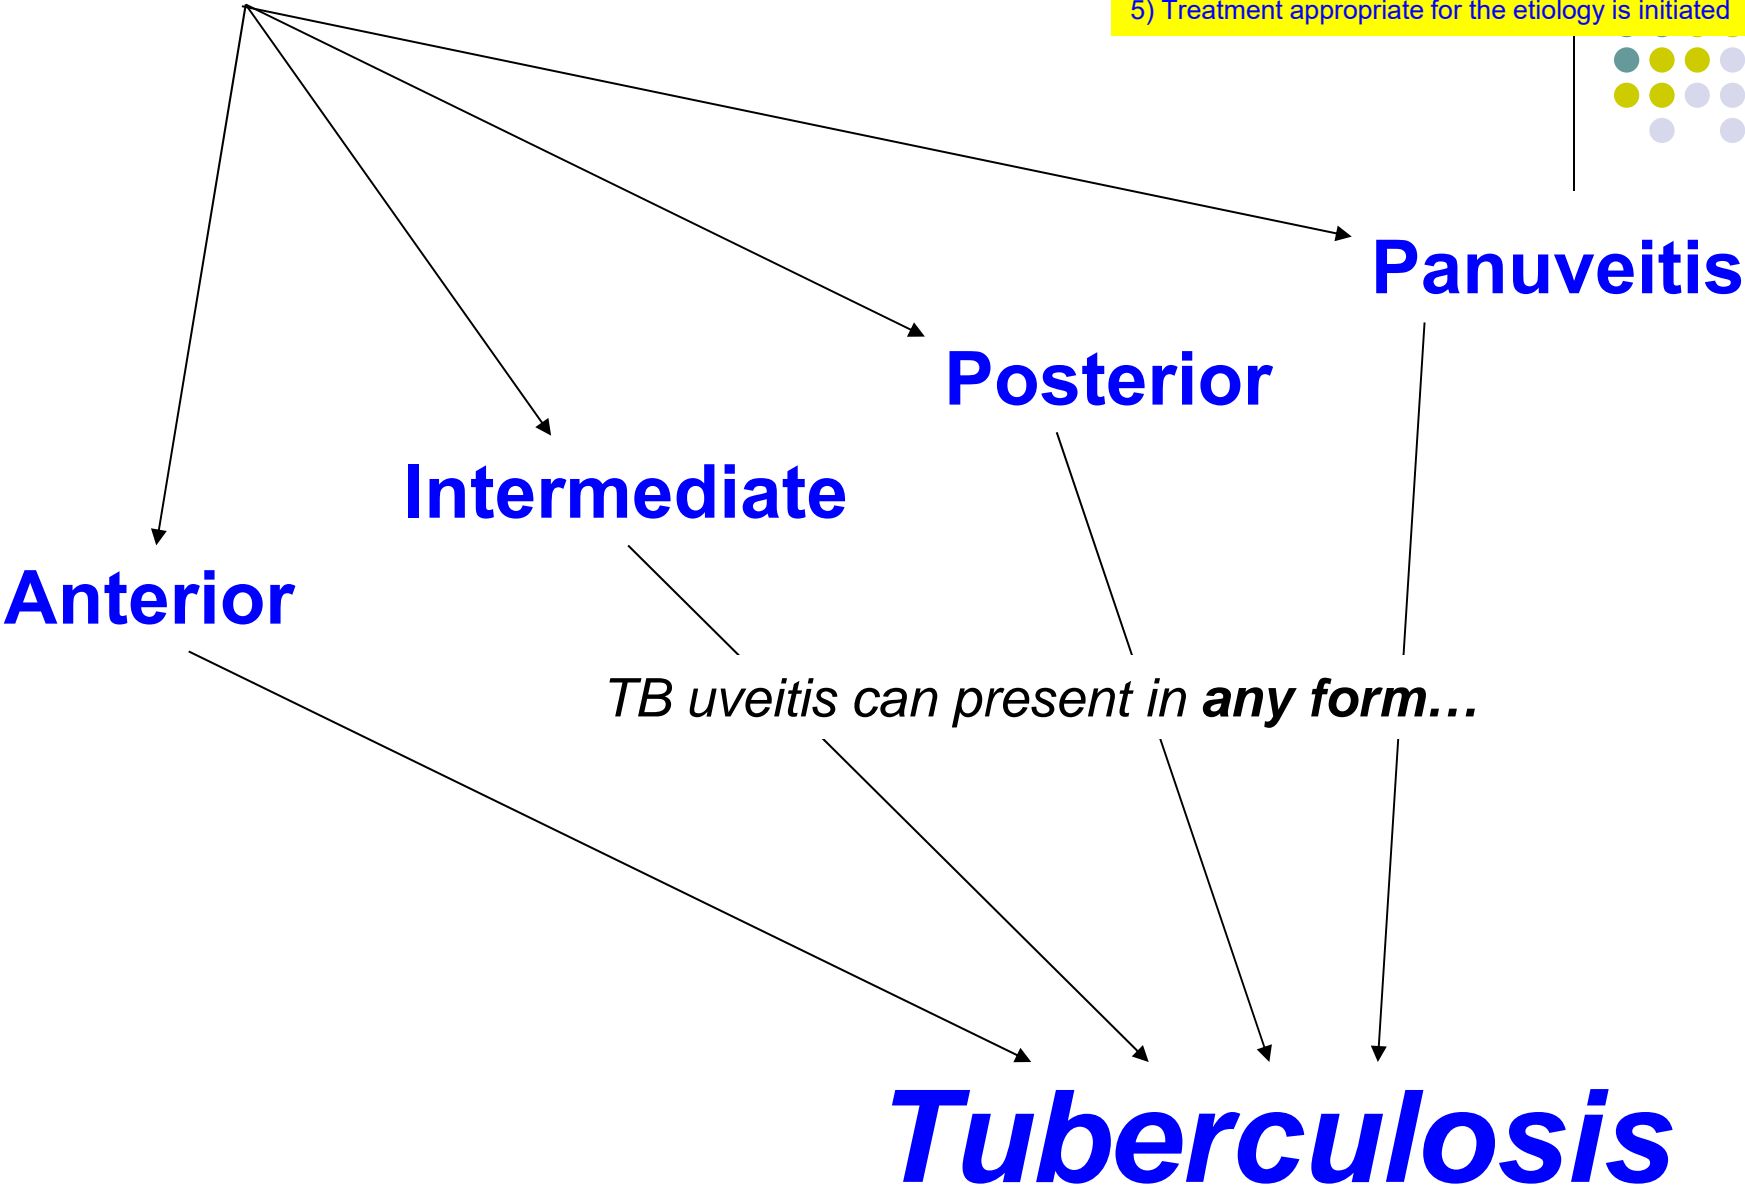 5) Treatment appropriate for the etiology is initiated
Panuveitis
Posterior
Intermediate
Anterior
TB uveitis can present in any form…
Tuberculosis